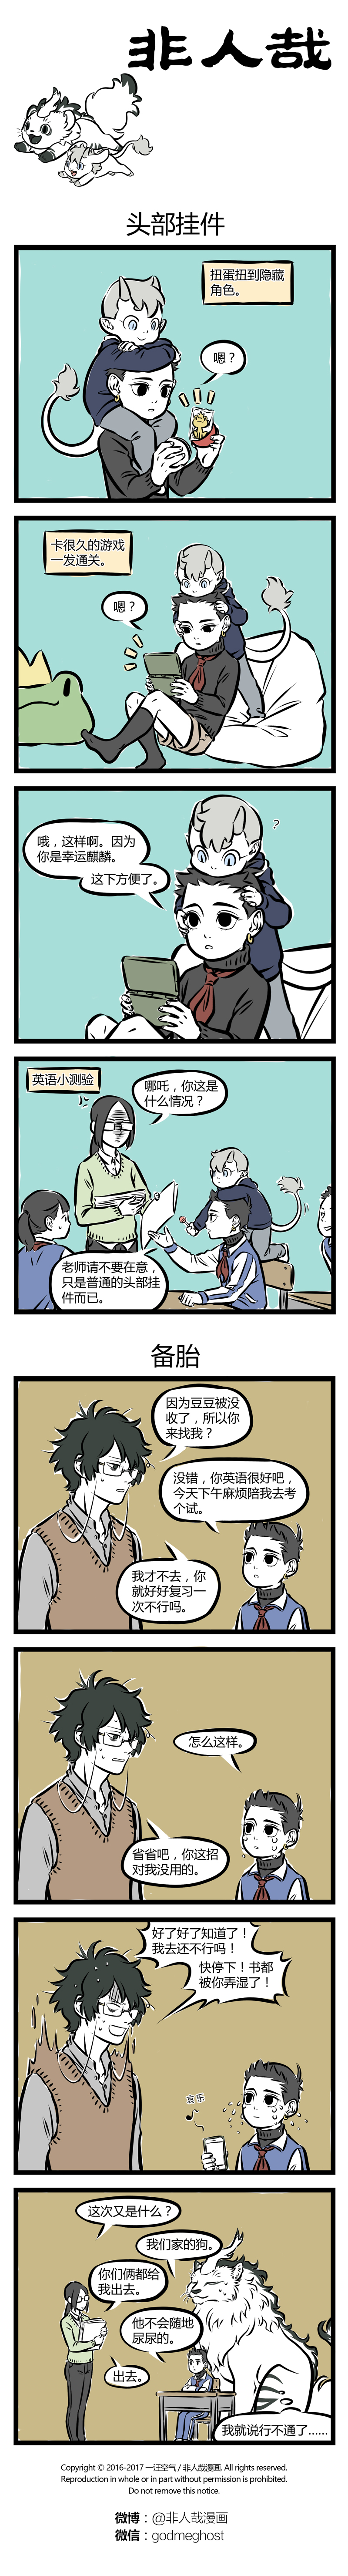 非人哉
头部挂件
扭蛋扭到隐藏
角色。
嗯？
卡很久的游戏
一发通关。
嗯？
哦，这样啊。因为
你是幸运麒麟。
这下方便了。
?
英语小测验
哪吒，你这是
什么情况？
老师请不要在意，
只是普通的头部挂
件而已。
备胎
因为豆豆被没
收了，所以你
来找我？
没错，你英语很好吧，
今天下午麻烦陪我去考
个试。
我才不去，你
就好好复习一
次不行吗。
怎么这样。
省省吧，你这招
对我没用的。
好了好了知道了！
我去还不行吗！
快停下！书都
被你弄湿了！
哀乐
这次又是什么？
我们家的狗。
你们俩都给
我出去。
他不会随地
尿尿的。
出去。
我就说行不通了……
Copyright © 2016-2017 一汪空气 / 非人哉漫画. All rights reserved.
Reproduction in whole or in part without permission is prohibited.
Do not remove this notice.
微博：@非人哉漫画
微信：godmeghost